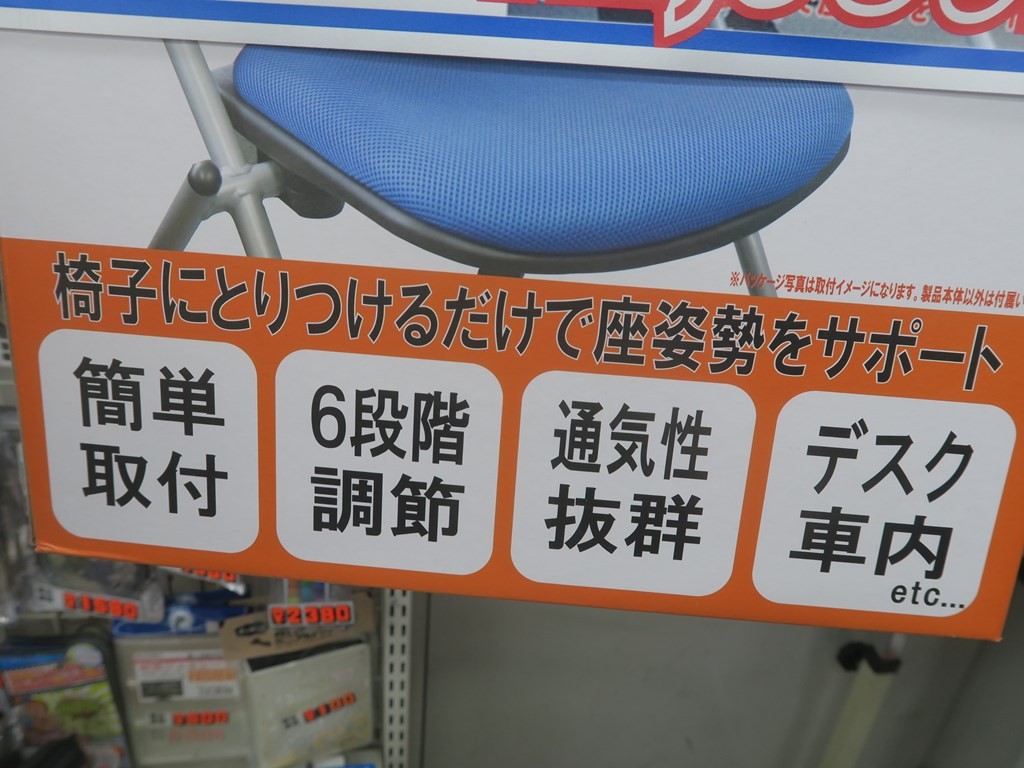 ※パッケージ写真は取付イメージになります。製品本体以外は付属い
椅子にとりつけるだけで座姿勢をサポート
簡単
取付
6段階
調節
通気性
抜群
デスク
車内
etc...
¥2380